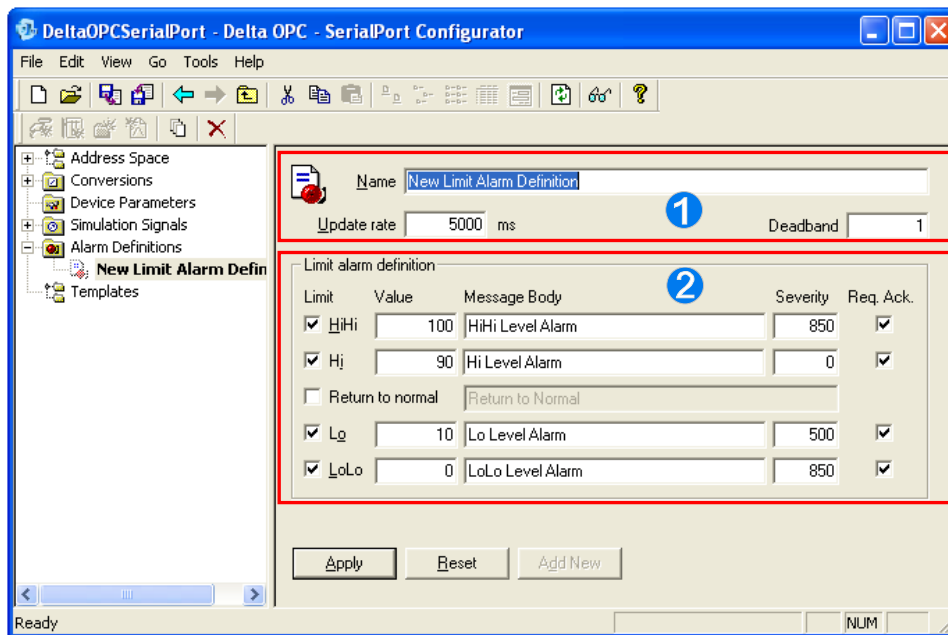 DeltaOPCSerialPort - Delta OPC - SerialPort Configurator
File Edit View Go Tools Help
Address Space
Conversions
Device Parameters
Simulation Signals
Alarm Definitions
New Limit Alarm Defin
Templates
Name New Limit Alarm Definition
1
Update rate 5000 ms Deadband 1
Limit alarm definition
2
Limit Value Message Body Severity Req. Ack.
HiHi 100 HiHi Level Alarm 850
Hi 90 Hi Level Alarm 0
Return to normal Return to Normal
Lo 10 Lo Level Alarm 500
LoLo 0 LoLo Level Alarm 850
Apply Reset Add New
Ready NUM